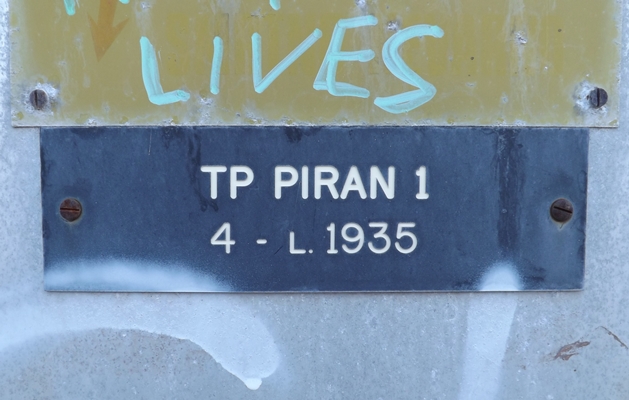 LIVES
TP PIRAN 1
4 - L. 1935